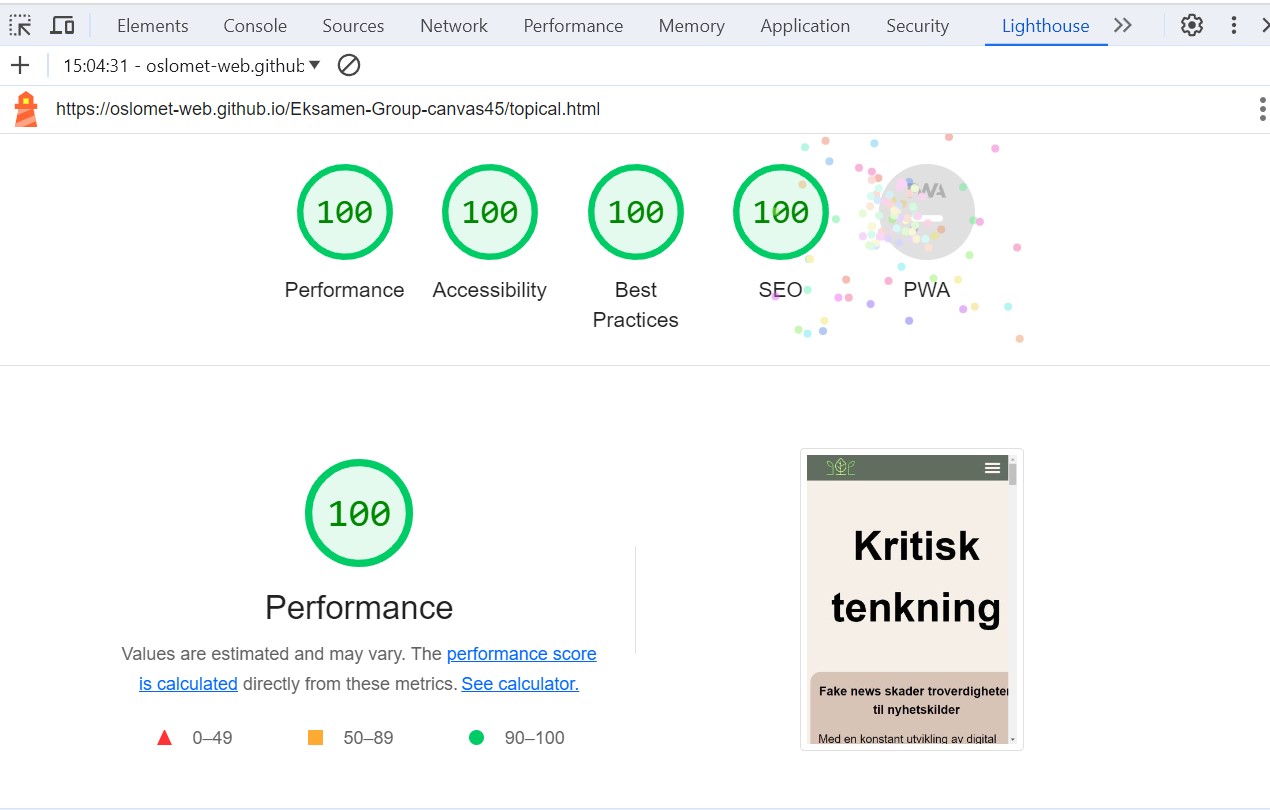 Elements Console Sources Network Performance Memory Application Security Lighthouse
15:04:31 - oslomet-web.github
https://oslomet-web.github.io/Eksamen-Group-canvas45/topical.html
100 100 100 100 PWA
Performance Accessibility Best Practices SEO PWA
100
Performance
Values are estimated and may vary. The performance score
is calculated directly from these metrics. See calculator.
0–49 50–89 90–100
Kritisk
tenkning
Fake news skader troverdigheten
til nyhetskilder
Med en konstant utvikling av digital